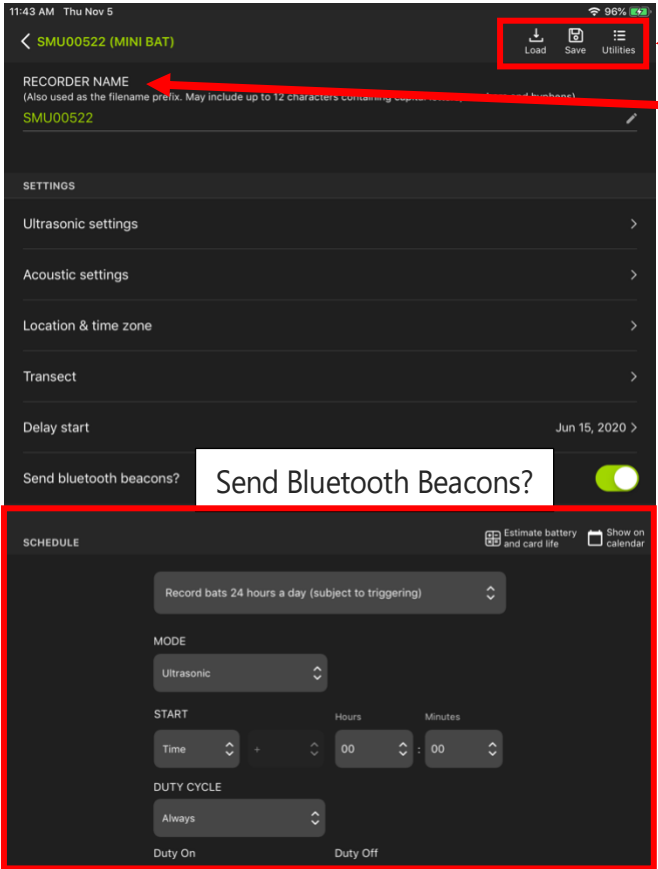 11:43 AM Thu Nov 5
96%
SMU00522 (MINI BAT)
Load Save Utilities
RECORDER NAME
(Also used as the filename prefix. May include up to 12 characters containing
SMU00522
SETTINGS
Ultrasonic settings
Acoustic settings
Location & time zone
Transect
Delay start Jun 15, 2020
Send bluetooth beacons?
Send Bluetooth Beacons?
SCHEDULE
Estimate battery
and card life
Show on
calendar
Record bats 24 hours a day (subject to triggering)
MODE
Ultrasonic
START Hours Minutes
Time + 00 : 00
DUTY CYCLE
Always
Duty On Duty Off